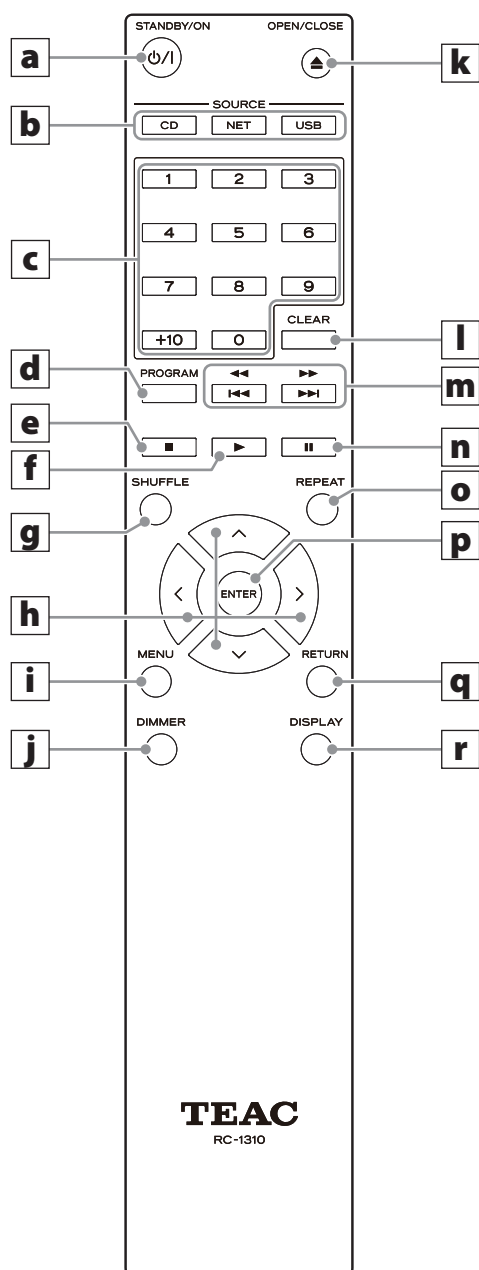 STANDBY/ON OPEN/CLOSE
a k
SOURCE
b CD NET USB
1 2 3
4 5 6
c
7 8 9
CLEAR
+10 0 l
d PROGRAM m
e n
f
SHUFFLE REPEAT o
g p
ENTER
h
MENU RETURN
i q
DIMMER DISPLAY
j r
TEAC
RC-1310